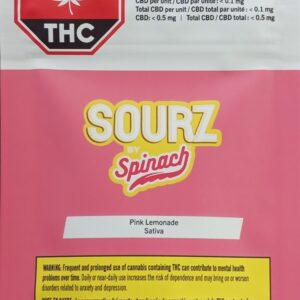 CBD per unit / CBD par unité : < 0.1 mg
Total CBD per unit / CBD total par unité : < 0.1 mg
CBD: < 0.5 mg | Total CBD / CBD total : < 0.5 mg
THC
SOURZ
BY
Spinach
Pink Lemonade
Sativa
WARNING: Frequent and prolonged use of cannabis containing THC can contribute to mental health
problems over time. Daily or near-daily use increases the risk of dependence and may bring on or worsen
disorders related to anxiety and depression.